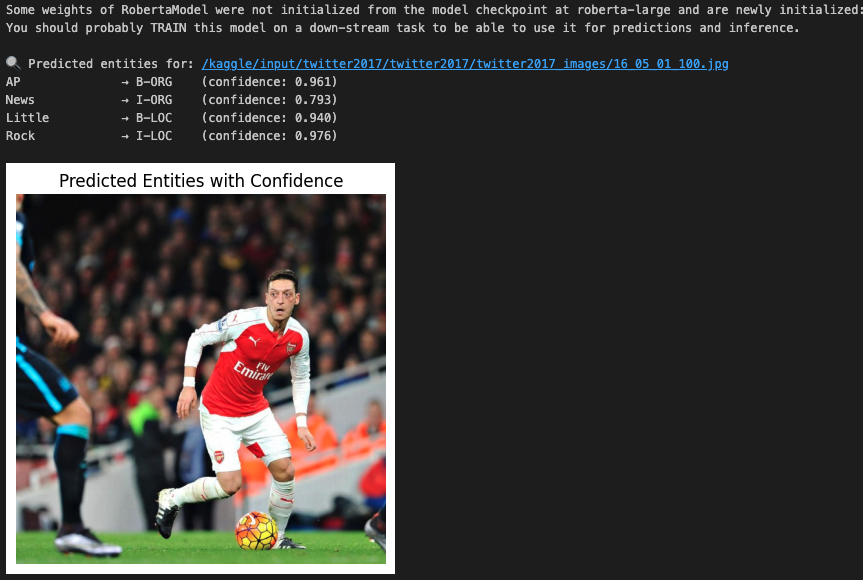 Some weights of RobertaModel were not initialized from the model checkpoint at roberta-large and are newly initialized:
You should probably TRAIN this model on a down-stream task to be able to use it for predictions and inference.
🔍 Predicted entities for: /kaggle/input/twitter2017/twitter2017/twitter2017_images/16_05_01_100.jpg
AP → B-ORG (confidence: 0.961)
News → I-ORG (confidence: 0.793)
Little → B-LOC (confidence: 0.940)
Rock → I-LOC (confidence: 0.976)
Predicted Entities with Confidence
Fly